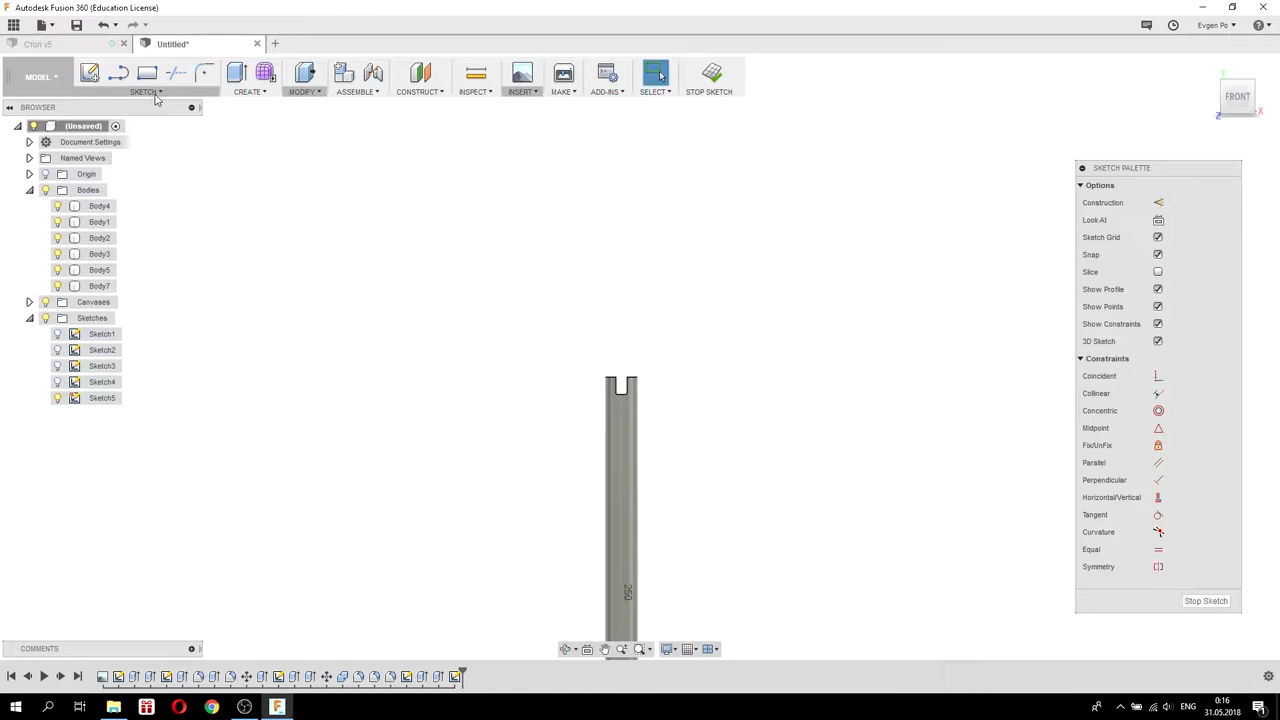 Autodesk Fusion 360 (Education License)
Cron v5
Untitled*
Evgen Po
MODEL
SKETCH
CREATE
MODIFY
ASSEMBLE
CONSTRUCT
INSPECT
INSERT
MAKE
ADD-INS
SELECT
STOP SKETCH
BROWSER
(Unsaved)
Document Settings
Named Views
Origin
Bodies
Body4
Body1
Body2
Body3
Body5
Body7
Canvases
Sketches
Sketch1
Sketch2
Sketch3
Sketch4
Sketch5
FRONT
Y
X
Z
250
SKETCH PALETTE
Options
Construction
Look At
Sketch Grid
Snap
Slice
Show Profile
Show Points
Show Constraints
3D Sketch
Constraints
Coincident
Collinear
Concentric
Midpoint
Fix/UnFix
Parallel
Perpendicular
Horizontal/Vertical
Tangent
Curvature
Equal
Symmetry
Stop Sketch
COMMENTS
0:16
31.05.2018